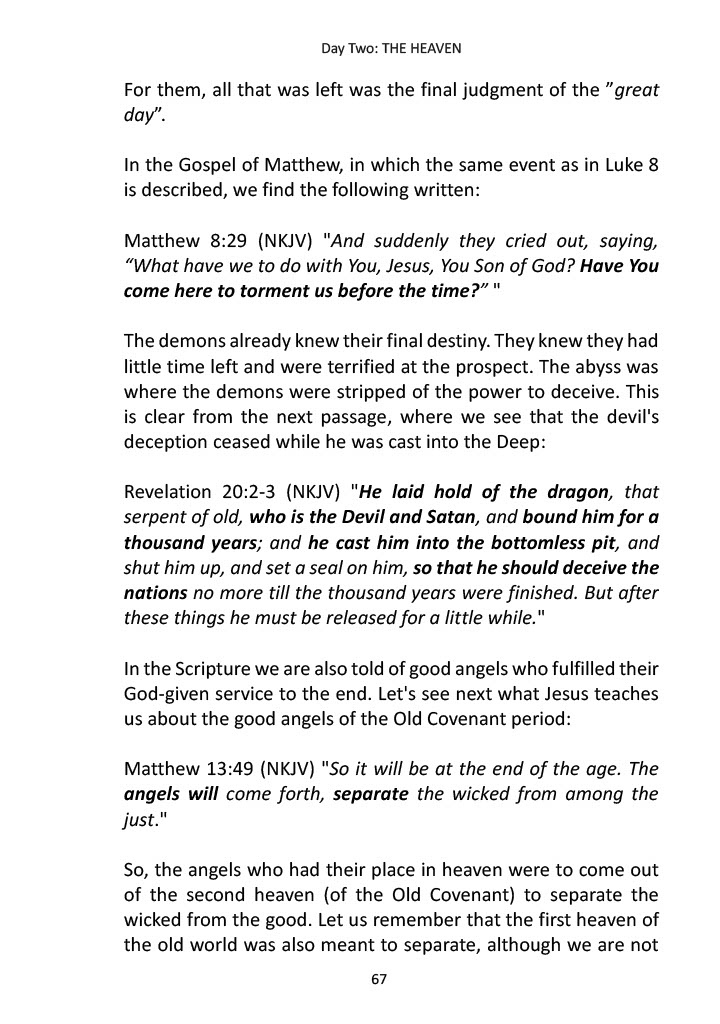 Day Two: THE HEAVEN
For them, all that was left was the final judgment of the ”great
day”.
In the Gospel of Matthew, in which the same event as in Luke 8
is described, we find the following written:
Matthew 8:29 (NKJV) "And suddenly they cried out, saying,
“What have we to do with You, Jesus, You Son of God? Have You
come here to torment us before the time?” "
The demons already knew their final destiny. They knew they had
little time left and were terrified at the prospect. The abyss was
where the demons were stripped of the power to deceive. This
is clear from the next passage, where we see that the devil's
deception ceased while he was cast into the Deep:
Revelation 20:2-3 (NKJV) "He laid hold of the dragon, that
serpent of old, who is the Devil and Satan, and bound him for a
thousand years; and he cast him into the bottomless pit, and
shut him up, and set a seal on him, so that he should deceive the
nations no more till the thousand years were finished. But after
these things he must be released for a little while."
In the Scripture we are also told of good angels who fulfilled their
God-given service to the end. Let's see next what Jesus teaches
us about the good angels of the Old Covenant period:
Matthew 13:49 (NKJV) "So it will be at the end of the age. The
angels will come forth, separate the wicked from among the
just."
So, the angels who had their place in heaven were to come out
of the second heaven (of the Old Covenant) to separate the
wicked from the good. Let us remember that the first heaven of
the old world was also meant to separate, although we are not
67